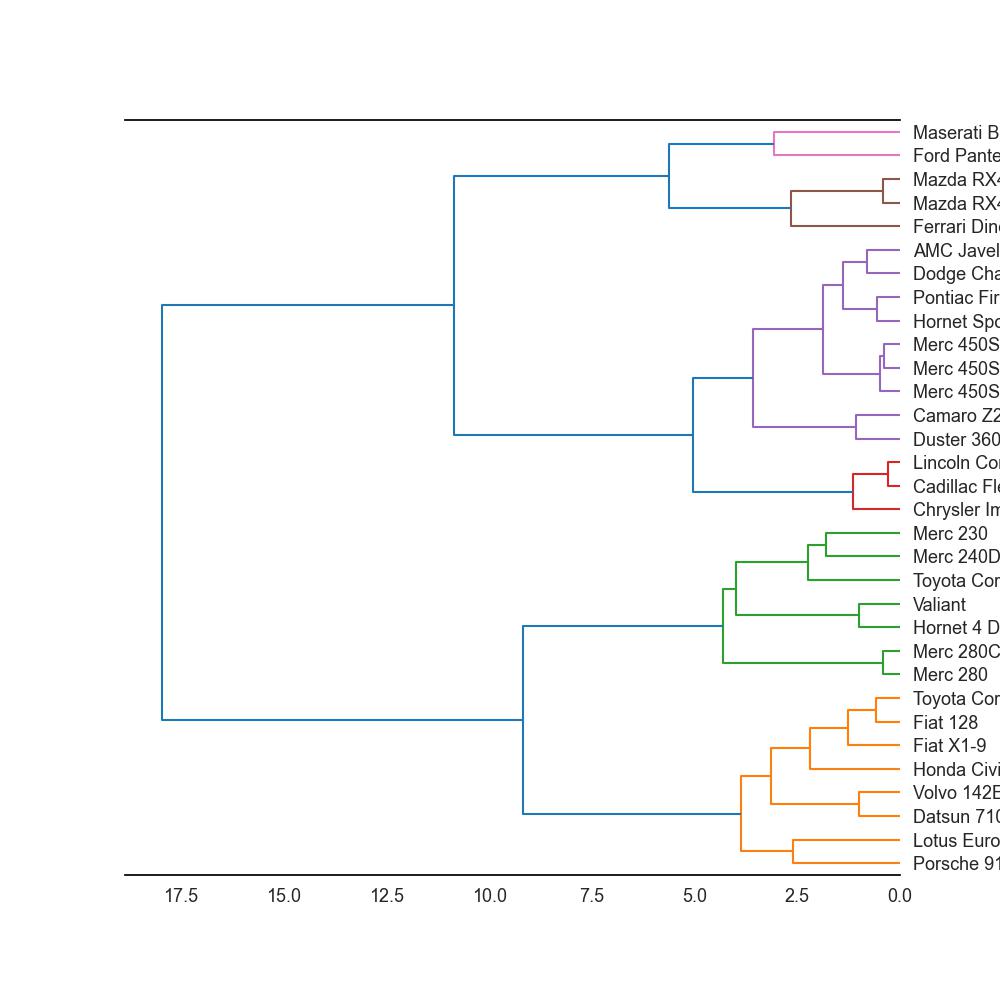 Maserati B
Ford Pante
Mazda RX4
Mazda RX4
Ferrari Din
AMC Javel
Dodge Cha
Pontiac Fir
Hornet Spo
Merc 450S
Merc 450S
Merc 450S
Camaro Z2
Duster 360
Lincoln Con
Cadillac Fle
Chrysler Im
Merc 230
Merc 240D
Toyota Cor
Valiant
Hornet 4 D
Merc 280C
Merc 280
Toyota Cor
Fiat 128
Fiat X1-9
Honda Civi
Volvo 142E
Datsun 710
Lotus Euro
Porsche 91
17.5 15.0 12.5 10.0 7.5 5.0 2.5 0.0